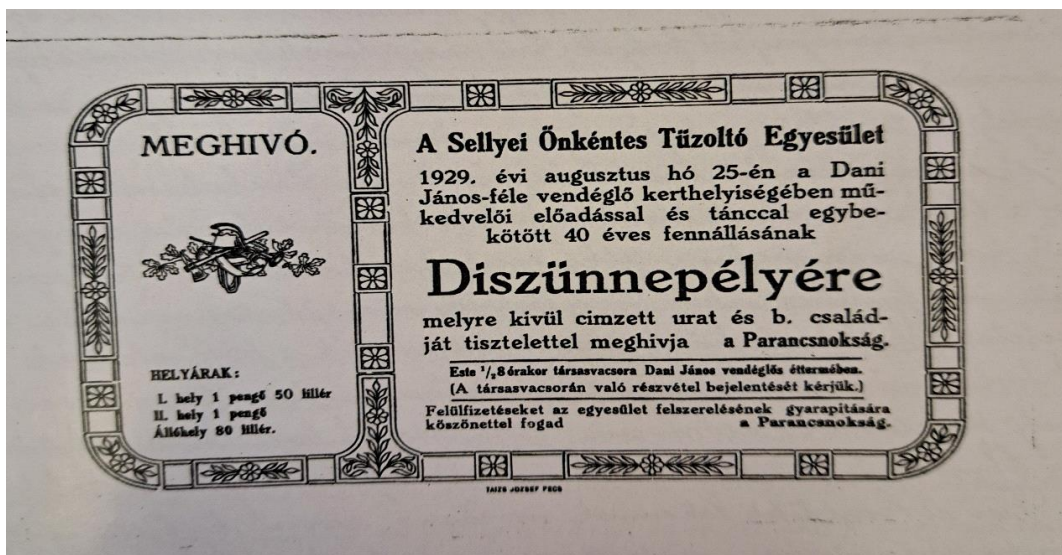 MEGHIVÓ.
HELYÁRAK:
I. hely 1 pengő 50 fillér
II. hely 1 pengő
Állóhely 80 fillér.
A Sellyei Önkéntes Tűzoltó Egyesület
1929. évi augusztus hó 25-én a Dani
János-féle vendéglő kerthelyiségében mű-
kedvelői előadással és tánccal egybe-
kötött 40 éves fennállásának
Diszünnepélyére
melyre kivül cimzett urat és b. család-
ját tisztelettel meghivja a Parancsnokság.
Este 1/2 8 órakor társasvacsora Dani János vendéglős éttermében.
(A társasvacsorán való részvétel bejelentését kérjük.)
Felülfizetéseket az egyesület felszerelésének gyarapitására
köszönettel fogad a Parancsnokság.
TAIZS JÓZSEF PÉCS